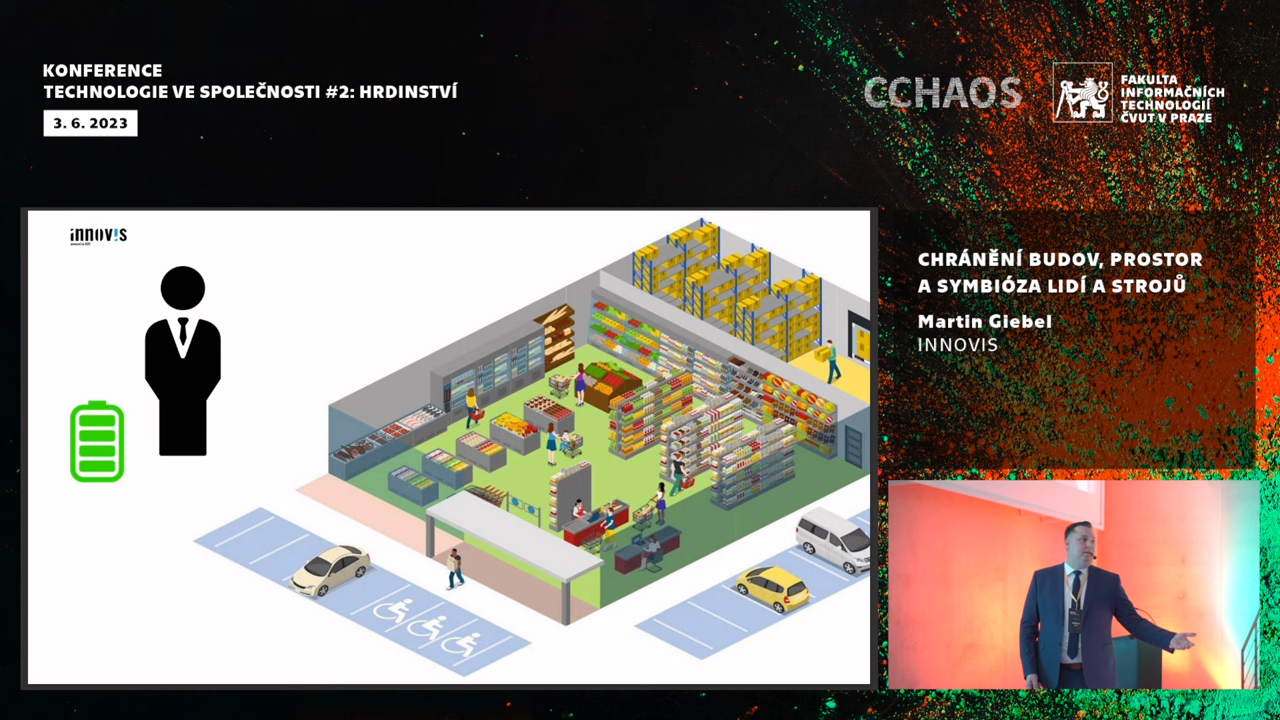 KONFERENCE
TECHNOLOGIE VE SPOLEČNOSTI #2: HRDINSTVÍ
3. 6. 2023
CCHAOS
FAKULTA
INFORMAČNÍCH
TECHNOLOGIÍ
ČVUT V PRAZE
innovis
CHRÁNĚNÍ BUDOV, PROSTOR
A SYMBIÓZA LIDÍ A STROJŮ
Martin Giebel
INNOVIS